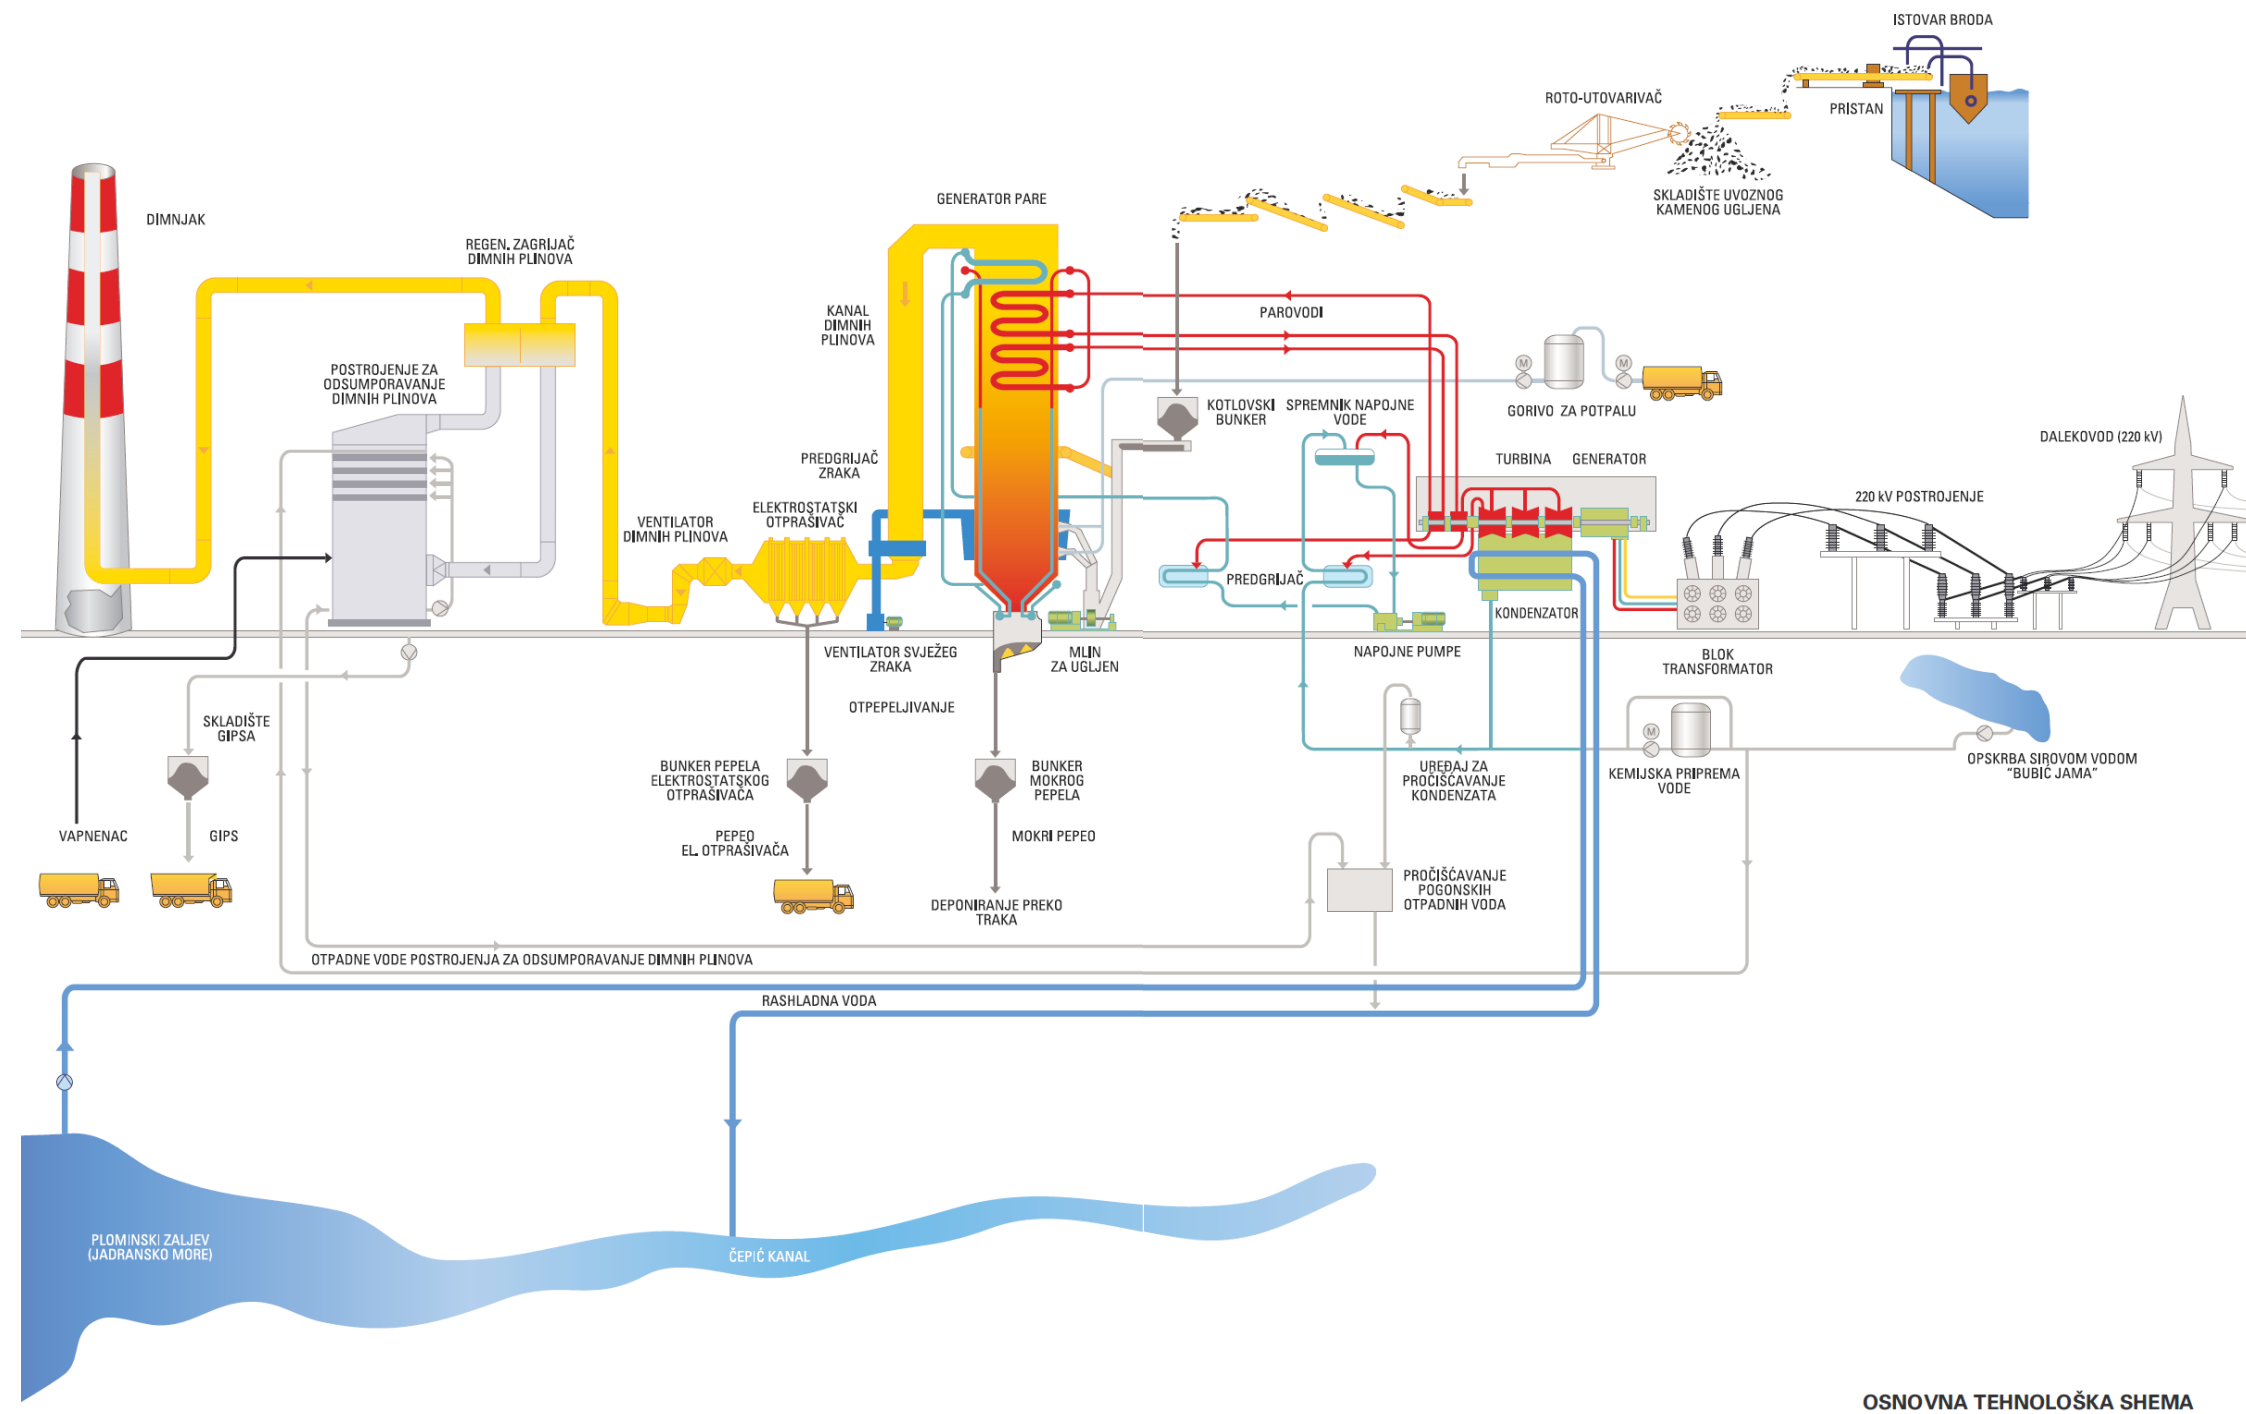 ISTOVAR BRODA
ROTO-UTOVARIVAČ
PRISTAN
SKLADIŠTE UVOZNOG
KAMENOG UGLJENA
GENERATOR PARE
DIMNJAK
REGEN. ZAGRIJAČ
DIMNIH PLINOVA
KANAL
DIMNIH
PLINOVA
PAROVODI
POSTROJENJE ZA
ODSUMPORAVANJE
DIMNIH PLINOVA
M
M
GORIVO ZA POTPALU
KOTLOVSKI
BUNKER
SPREMNIK NAPOJNE
VODE
DALEKOVOD (220 kV)
PREDGRIJAČ
ZRAKA
TURBINA
GENERATOR
220 kV POSTROJENJE
ELEKTROSTATSKI
OTPRAŠIVAČ
VENTILATOR
DIMNIH PLINOVA
PREDGRIJAČ
KONDENZATOR
VENTILATOR SVJEŽEG
ZRAKA
MLIN
ZA UGLJEN
NAPOJNE PUMPE
BLOK
TRANSFORMATOR
OTPEPELJIVANJE
SKLADIŠTE
GIPSA
M
BUNKER PEPELA
ELEKTROSTATSKOG
OTPRAŠIVAČA
BUNKER
MOKROG
PEPELA
UREĐAJ ZA
PROČIŠĆAVANJE
KONDENZATA
KEMIJSKA PRIPREMA
VODE
OPSKRBA SIROVOM VODOM
"BUBIĆ JAMA"
VAPNENAC
GIPS
PEPEO
EL. OTPRAŠIVAČA
MOKRI PEPEO
DEPONIRANJE PREKO
TRAKA
PROČIŠĆAVANJE
POGONSKIH
OTPADNIH VODA
OTPADNE VODE POSTROJENJA ZA ODSUMPORAVANJE DIMNIH PLINOVA
RASHLADNA VODA
PLOMINSKI ZALJEV
(JADRANSKO MORE)
ČEPIĆ KANAL
OSNOVNA TEHNOLOŠKA SHEMA